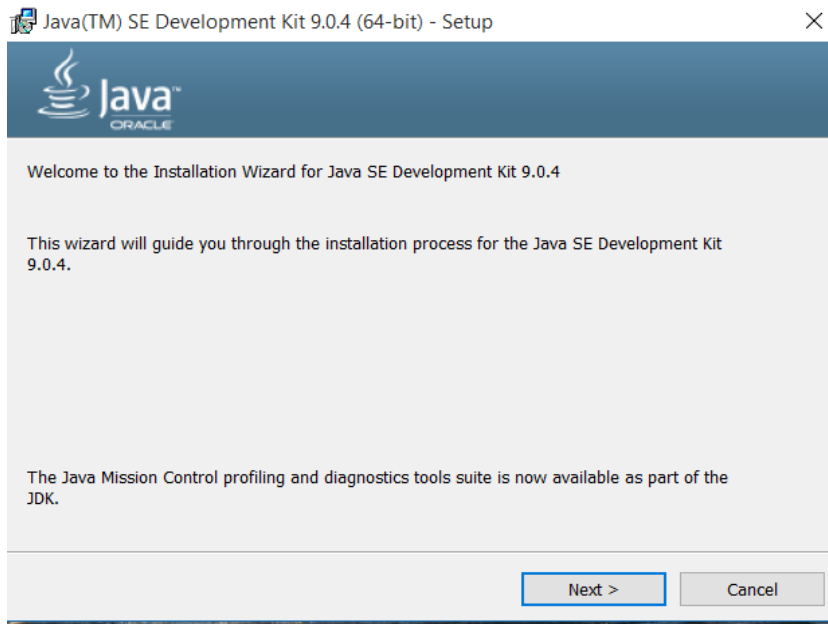 Java(TM) SE Development Kit 9.0.4 (64-bit) - Setup
Java™
ORACLE
Welcome to the Installation Wizard for Java SE Development Kit 9.0.4
This wizard will guide you through the installation process for the Java SE Development Kit
9.0.4.
The Java Mission Control profiling and diagnostics tools suite is now available as part of the
JDK.
Next >
Cancel